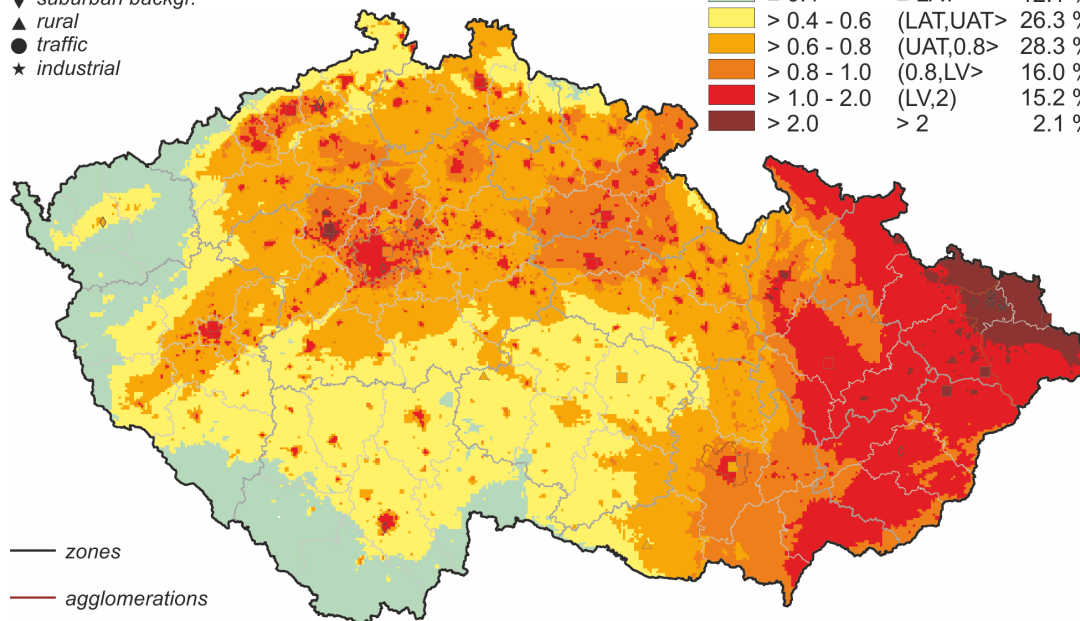 suburban backgr.
rural
traffic
industrial
> 0.4 - 0.6 (LAT,UAT> 26.3 %
> 0.6 - 0.8 (UAT,0.8> 28.3 %
> 0.8 - 1.0 (0.8,LV> 16.0 %
> 1.0 - 2.0 (LV,2) 15.2 %
> 2.0 > 2 2.1 %
zones
agglomerations